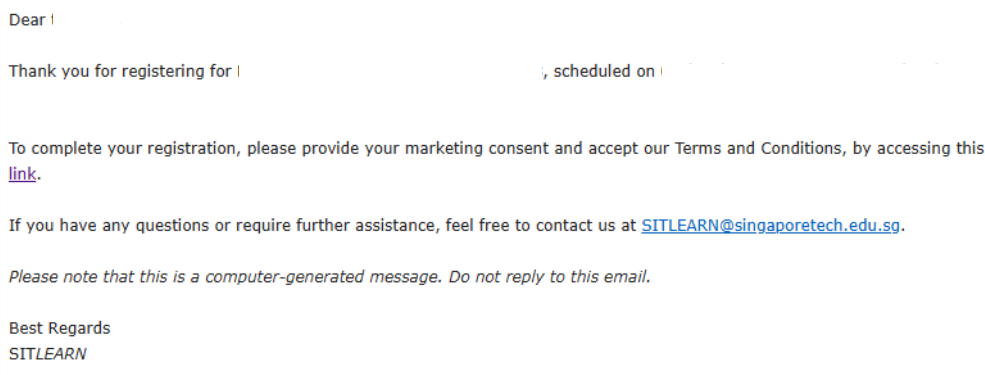 Dear
Thank you for registering for , scheduled on
To complete your registration, please provide your marketing consent and accept our Terms and Conditions, by accessing this
link.
If you have any questions or require further assistance, feel free to contact us at SITLEARN@singaporetech.edu.sg.
Please note that this is a computer-generated message. Do not reply to this email.
Best Regards
SITLEARN